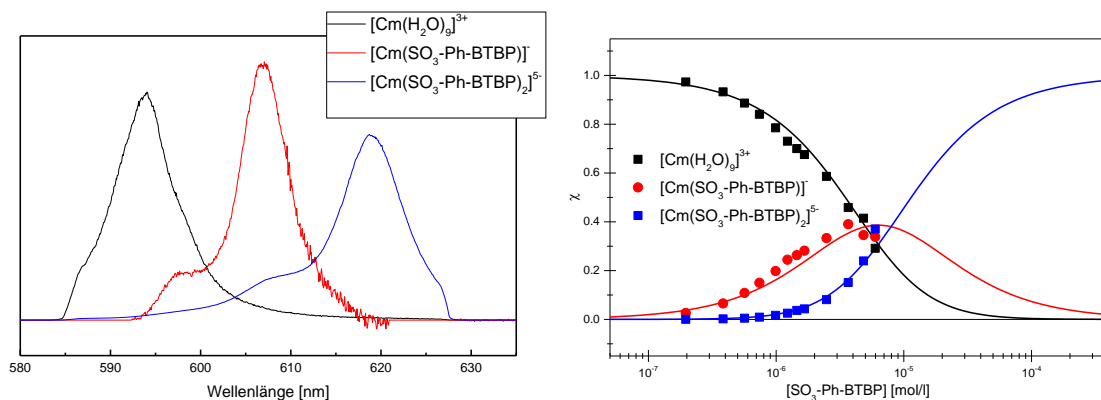 [Cm(H₂O)₉]³⁺
[Cm(SO₃-Ph-BTBP)]⁻
[Cm(SO₃-Ph-BTBP)₂]⁵⁻
580 590 600 610 620 630
Wellenlänge [nm]
1.0
0.8
0.6
0.4
0.2
0.0
χ
[Cm(H₂O)₉]³⁺
[Cm(SO₃-Ph-BTBP)]⁻
[Cm(SO₃-Ph-BTBP)₂]⁵⁻
10⁻⁷ 10⁻⁶ 10⁻⁵ 10⁻⁴
[SO₃-Ph-BTBP] [mol/l]